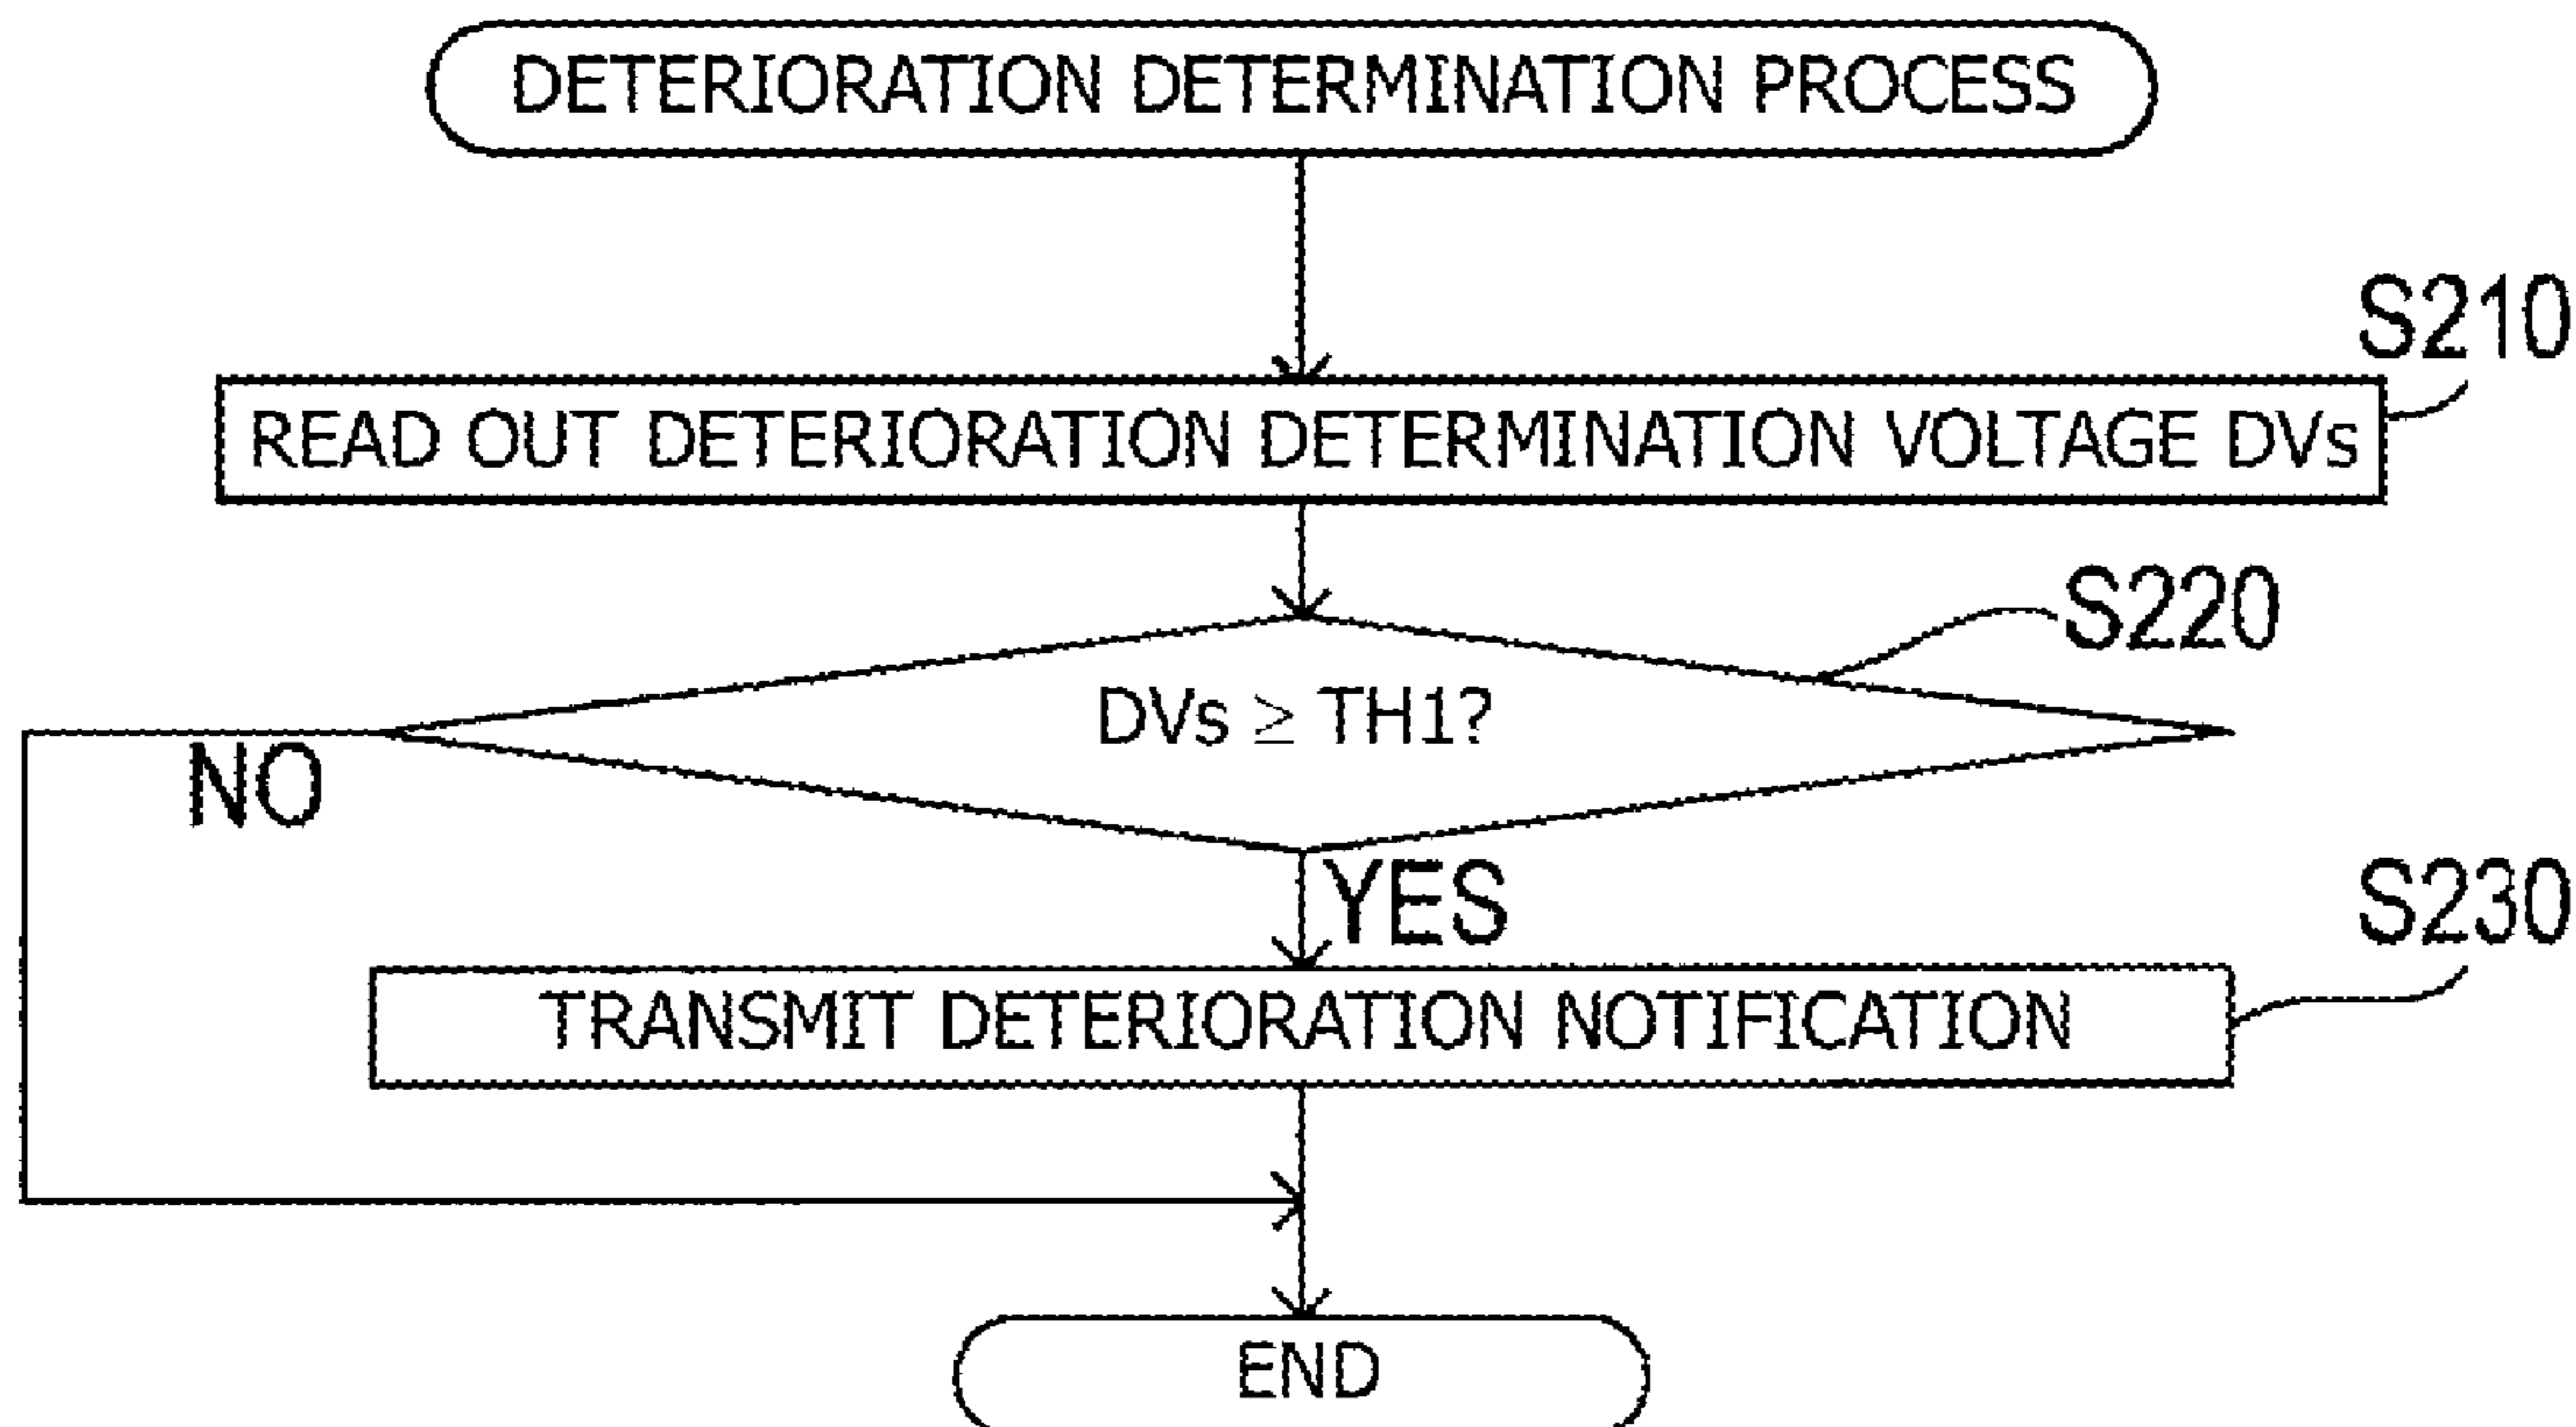 DETERIORATION DETERMINATION PROCESS
S210
READ OUT DETERIORATION DETERMINATION VOLTAGE DVs
S220
DVs ≥ TH1?
NO
YES
S230
TRANSMIT DETERIORATION NOTIFICATION
END